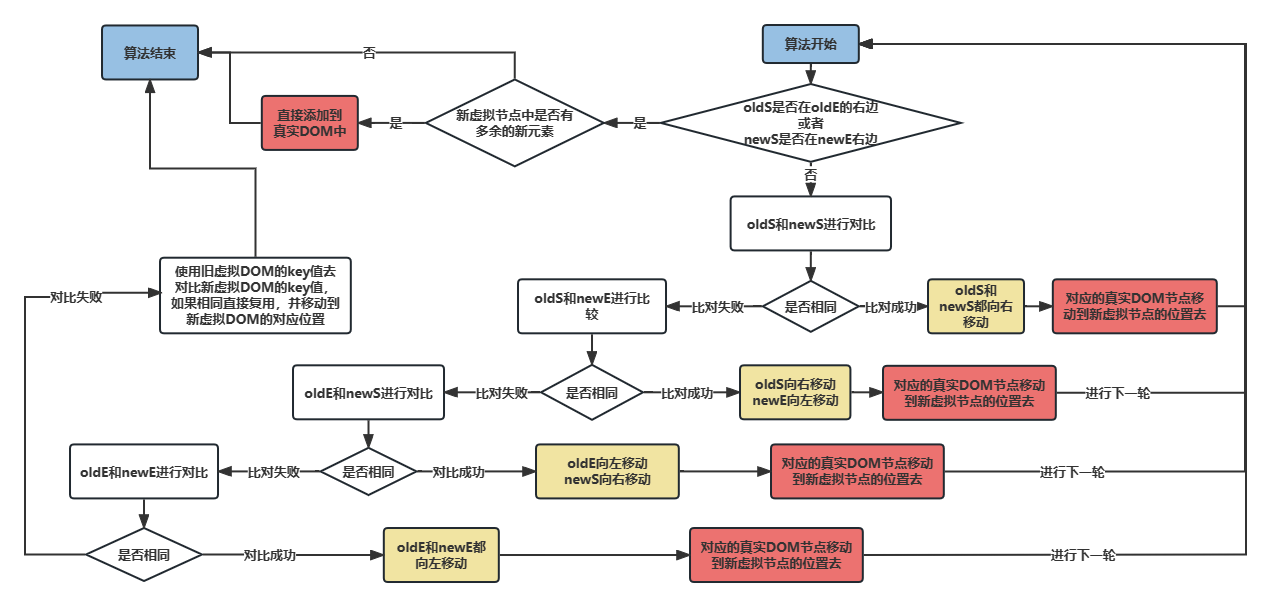 算法结束
否
算法开始
直接添加到
真实DOM中
是
新虚拟节点中是否有
多余的新元素
是
oldS是否在oldE的右边
或者
newS是否在newE右边
否
oldS和newS进行对比
使用旧虚拟DOM的key值去
对比新虚拟DOM的key值，
如果相同直接复用，并移动到
新虚拟DOM的对应位置
对比失败
oldS和newE进行比
较
比对失败
是否相同
比对成功
oldS和
newS都向右
移动
对应的真实DOM节点移
动到新虚拟节点的位置去
oldE和newS进行对比
比对失败
是否相同
比对成功
oldS向右移动
newE向左移动
对应的真实DOM节点移动
到新虚拟节点的位置去
进行下一轮
oldE和newE进行对比
比对失败
是否相同
对比成功
oldE向左移动
newS向右移动
对应的真实DOM节点移动
到新虚拟节点的位置去
进行下一轮
是否相同
对比成功
oldE和newE都
向左移动
对应的真实DOM节点移动
到新虚拟节点的位置去
进行下一轮